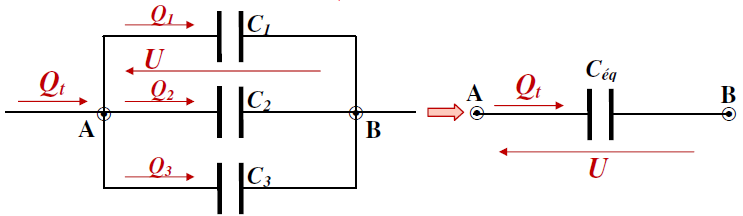 Q₁
C₁
U
Qₜ
Q₂
C₂
A
B
Q₃
C₃
Céq
A
Qₜ
B
U